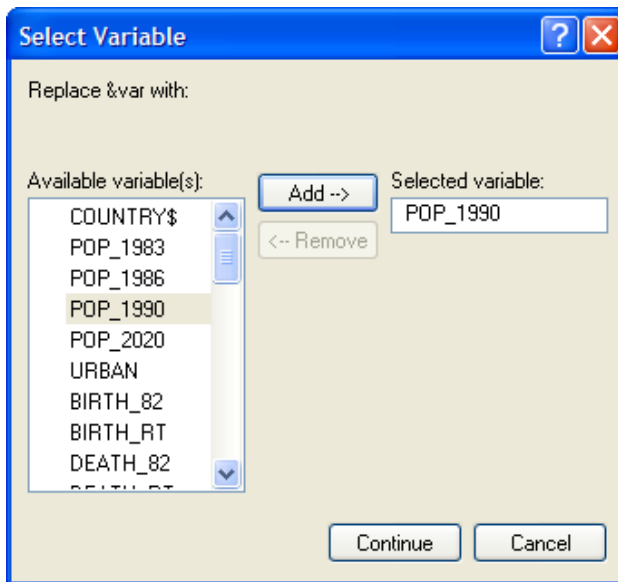 Select Variable
Replace &var with:
Available variable(s):
COUNTRY$
POP_1983
POP_1986
POP_1990
POP_2020
URBAN
BIRTH_82
BIRTH_RT
DEATH_82
Add -->
<-- Remove
Selected variable:
POP_1990
Continue
Cancel